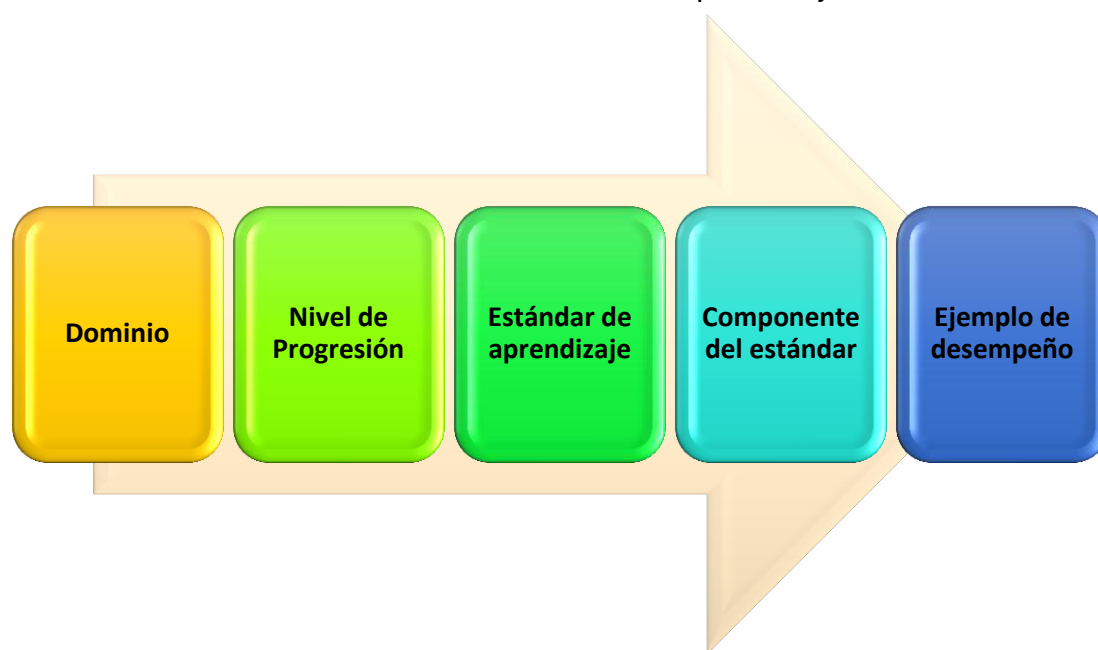 Dominio
Nivel de
Progresión
Estándar de
aprendizaje
Componente
del estándar
Ejemplo de
desempeño